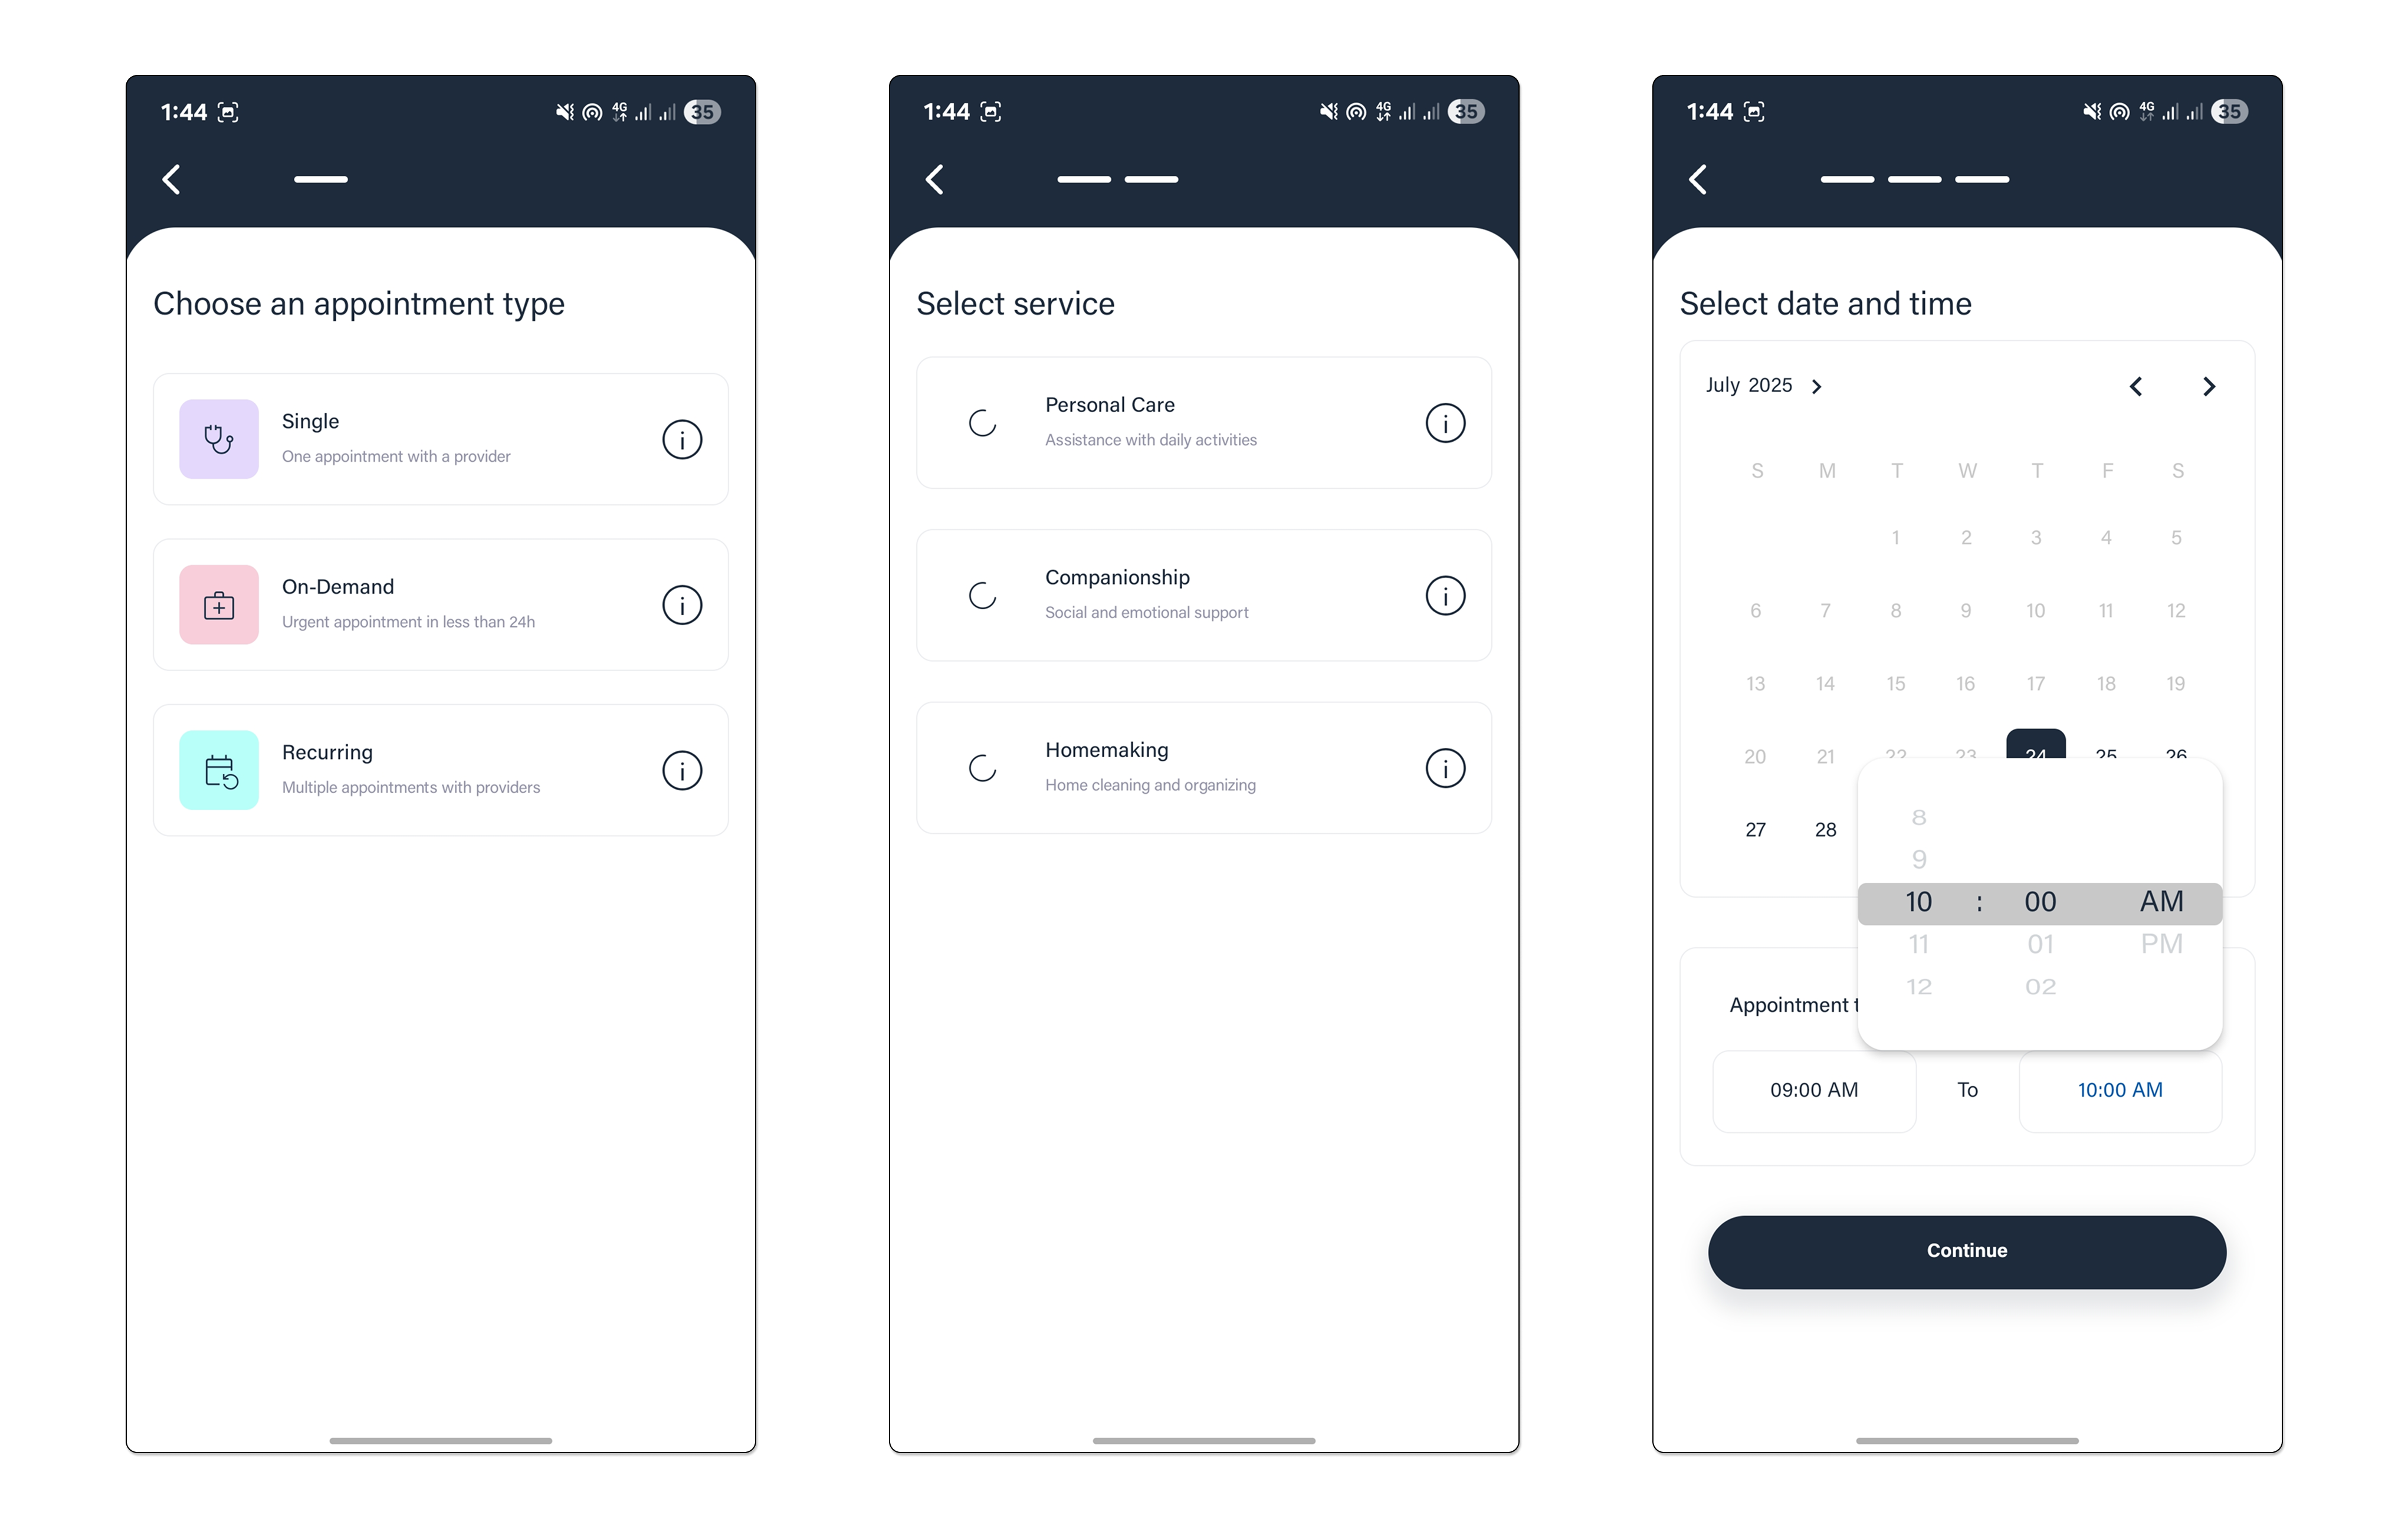 1:44 4G 35
Choose an appointment type
Single
One appointment with a provider
On-Demand
Urgent appointment in less than 24h
Recurring
Multiple appointments with providers
1:44 4G 35
Select service
Personal Care
Assistance with daily activities
Companionship
Social and emotional support
Homemaking
Home cleaning and organizing
1:44 4G 35
Select date and time
July 2025
S M T W T F S
1 2 3 4 5
6 7 8 9 10 11 12
13 14 15 16 17 18 19
20 21 22 23 24 25 26
27 28
8
9
10 : 00 AM
11 01 PM
12 02
Appointment t
09:00 AM To 10:00 AM
Continue